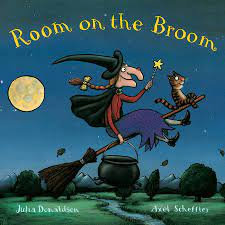 Room on the Broom
Julia Donaldson Axel Scheffler